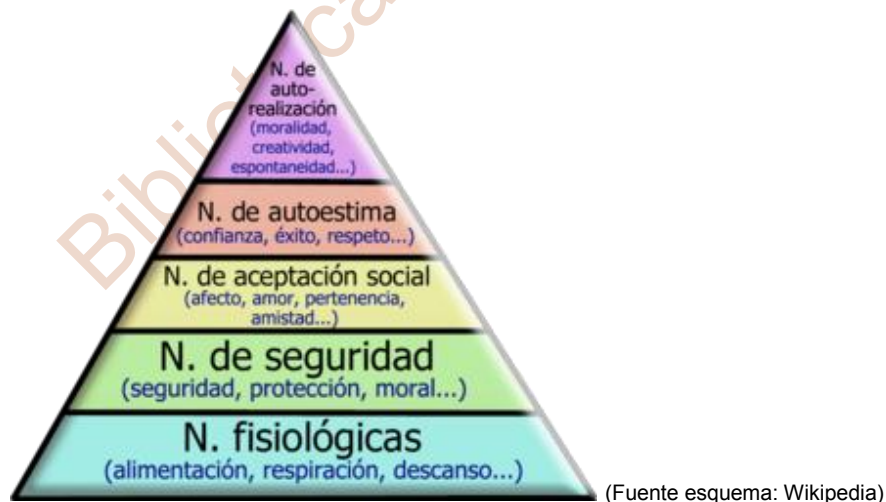 N. de
auto-
realización
(moralidad,
creatividad,
espontaneidad...)
N. de autoestima
(confianza, éxito, respeto...)
N. de aceptación social
(afecto, amor, pertenencia,
amistad...)
N. de seguridad
(seguridad, protección, moral...)
N. fisiológicas
(alimentación, respiración, descanso...)
(Fuente esquema: Wikipedia)